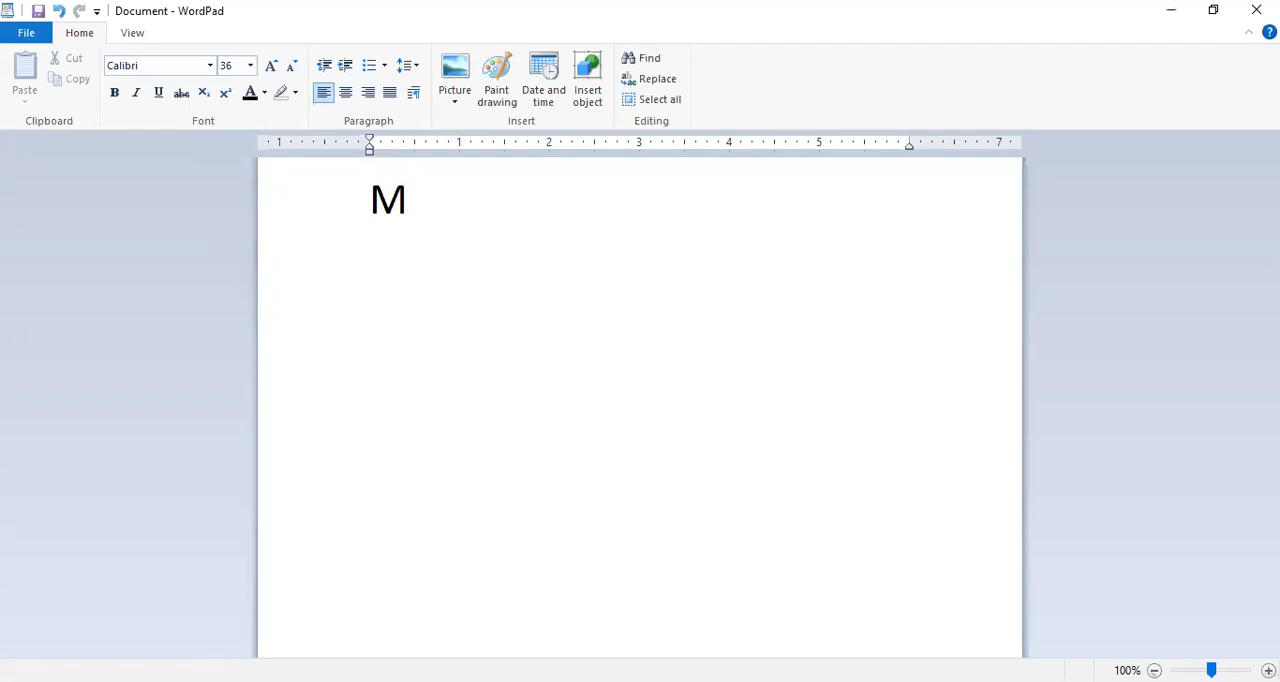 Document - WordPad
File Home View
Calibri 36
Paste
Cut
Copy
B I U abc X₂ X² A
Picture
Paint drawing
Date and time
Insert object
Find
Replace
Select all
Clipboard Font Paragraph Insert Editing
1 1 2 3 4 5 7
M
100%